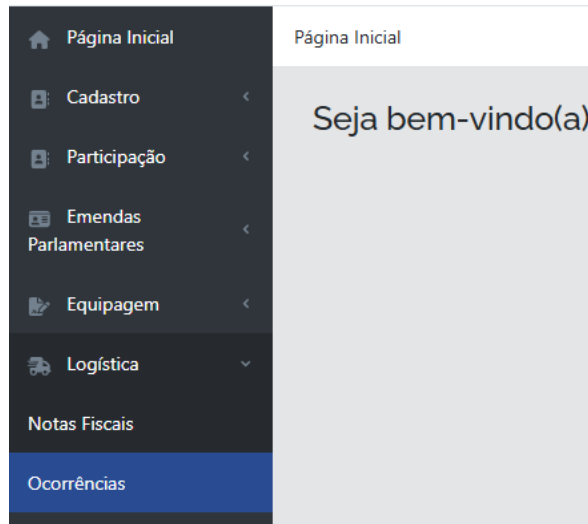 Página Inicial
Cadastro
Participação
Emendas
Parlamentares
Equipagem
Logística
Notas Fiscais
Ocorrências
Página Inicial
Seja bem-vindo(a)